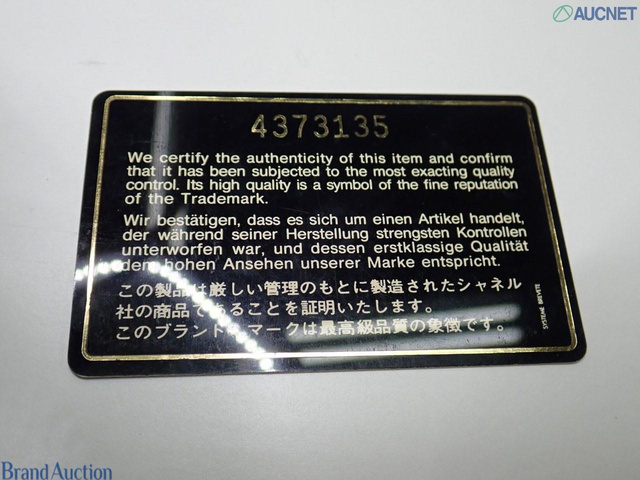 AUCNET
4373135
We certify the authenticity of this item and confirm
that it has been subjected to the most exacting quality
control. Its high quality is a symbol of the fine reputation
of the Trademark.
Wir bestätigen, dass es sich um einen Artikel handelt,
der während seiner Herstellung strengsten Kontrollen
unterworfen war, und dessen erstklassige Qualität
dem hohen Ansehen unserer Marke entspricht.
この製品は厳しい管理のもとに製造されたシャネル
社の商品であることを証明いたします。
このブランドのマークは最高級品質の象徴です。
SYSTEME BREVETE
Brand Auction